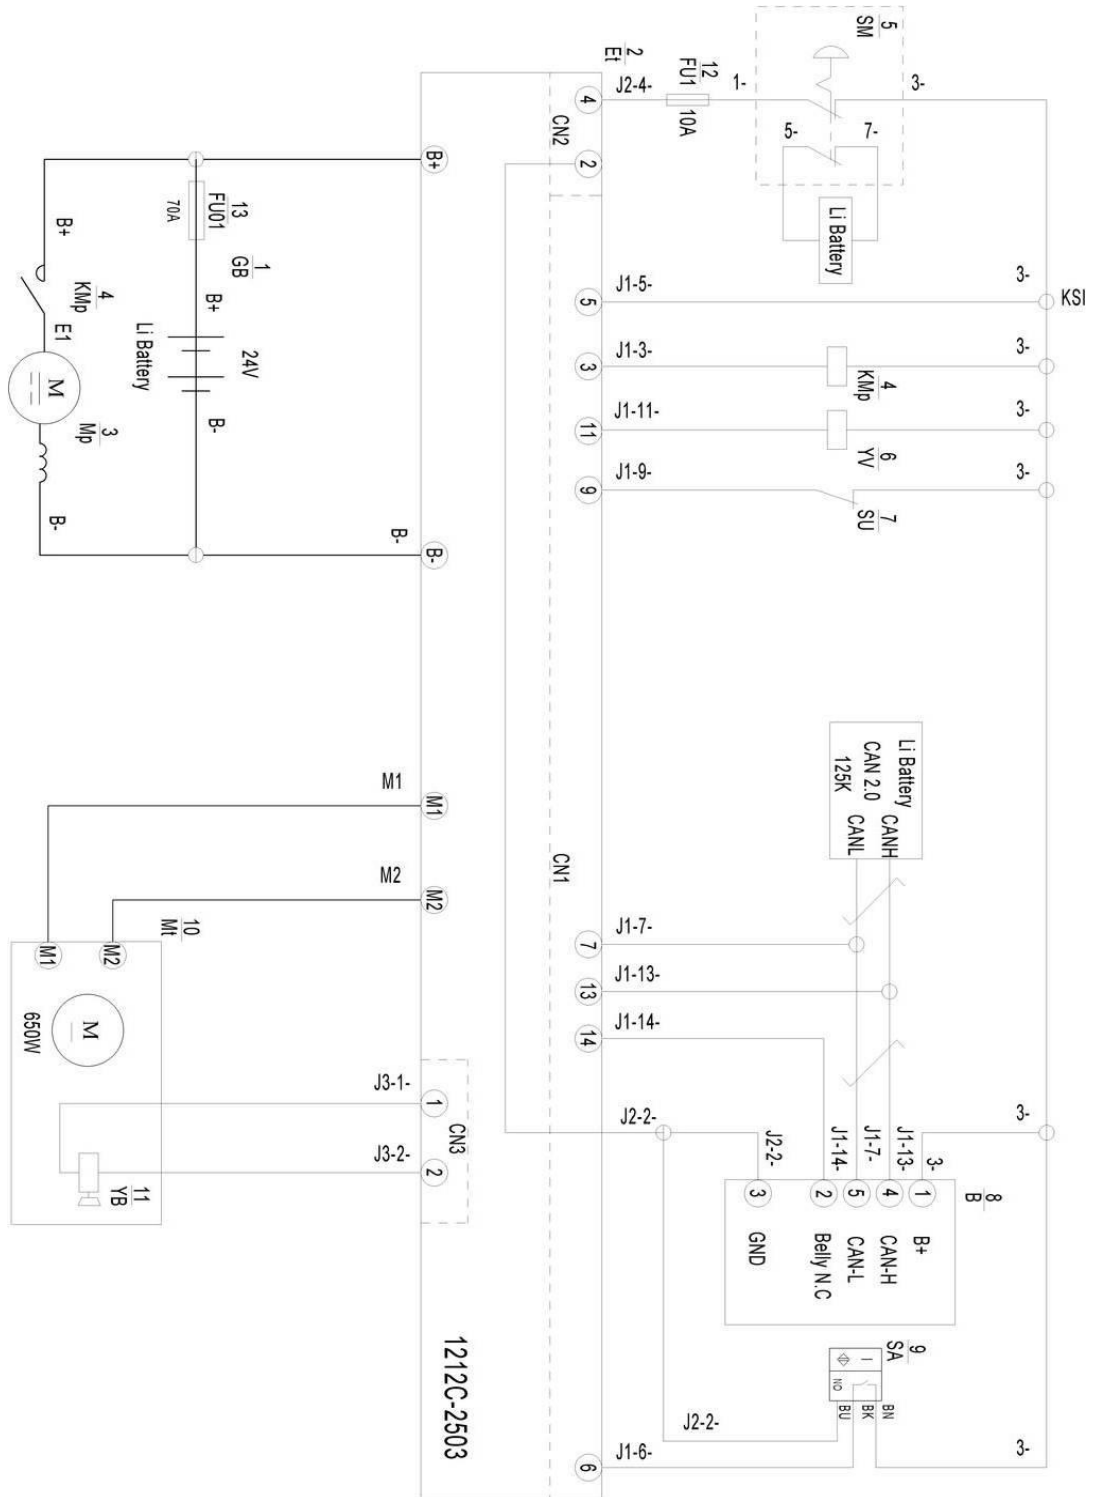 5
SM
2
Et
12
FU1
10A
J2-4-
1-
3-
5-
7-
Li Battery
4
2
CN2
J1-5-
5
3-
KSI
J1-3-
3
4
KMp
3-
J1-11-
11
6
YV
3-
J1-9-
9
7
SU
3-
B+
13
FU01
70A
1
GB
B+
24V
Li Battery
B-
B+
4
KMp
E1
M
3
Mp
B-
B-
B-
Li Battery
CAN 2.0
125K
CANH
CANL
CN1
J1-7-
7
J1-13-
13
J1-14-
14
M1
M1
M2
M2
10
Mt
M1
M2
M
650W
J3-1-
1
J3-2-
2
CN3
11
YB
J2-2-
J2-2-
J1-14-
J1-7-
J1-13-
3-
3-
8
B
1
B+
4
CAN-H
5
CAN-L
2
Belly N.C
3
GND
9
SA
I
NO
BN
BK
BU
J2-2-
J1-6-
6
3-
1212C-2503